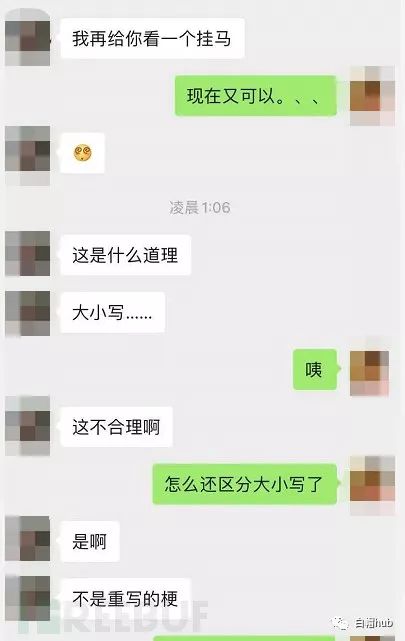 我再给你看一个挂马
现在又可以。、、
凌晨1:06
这是什么道理
大小写......
咦
这不合理啊
怎么还区分大小写了
是啊
不是重写的梗
REEBUF
白帽hub